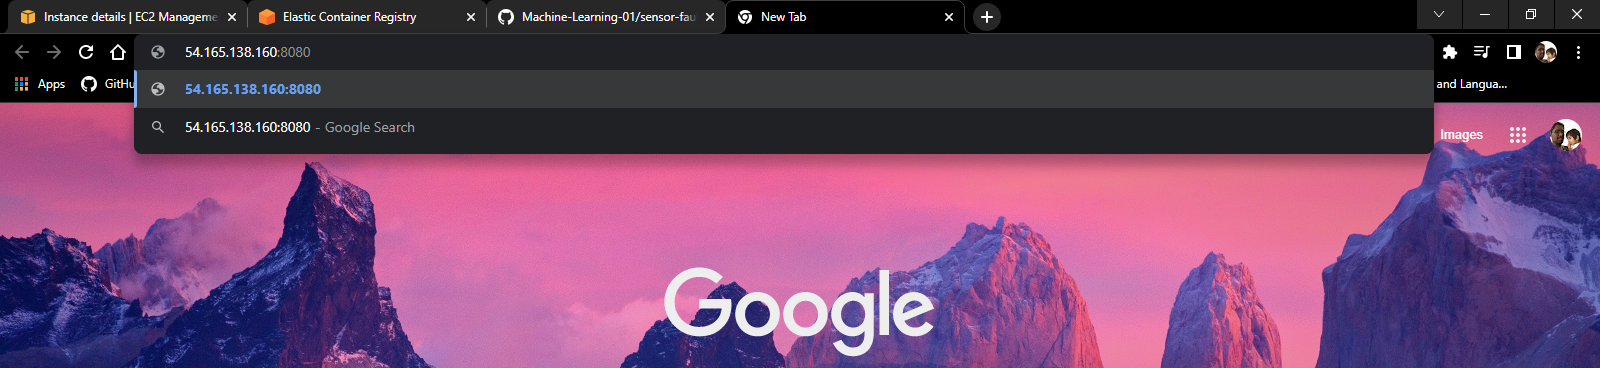 Instance details | EC2 Manageme
Elastic Container Registry
Machine-Learning-01/sensor-fau
New Tab
54.165.138.160:8080
Apps
GitHu
54.165.138.160:8080
and Langua...
54.165.138.160:8080 - Google Search
Images
Google